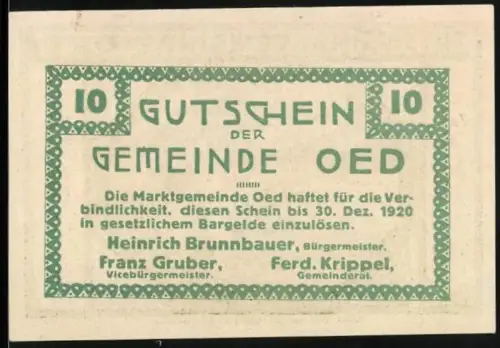 10 10
GUTSCHEIN
DER
GEMEINDE OED
Die Marktgemeinde Oed haftet für die Ver-
bindlichkeit, diesen Schein bis 30. Dez. 1920
in gesetzlichem Bargelde einzulösen.
Heinrich Brunnbauer, Bürgermeister.
Franz Gruber, Ferd. Krippel,
Vicebürgermeister. Gemeinderat.